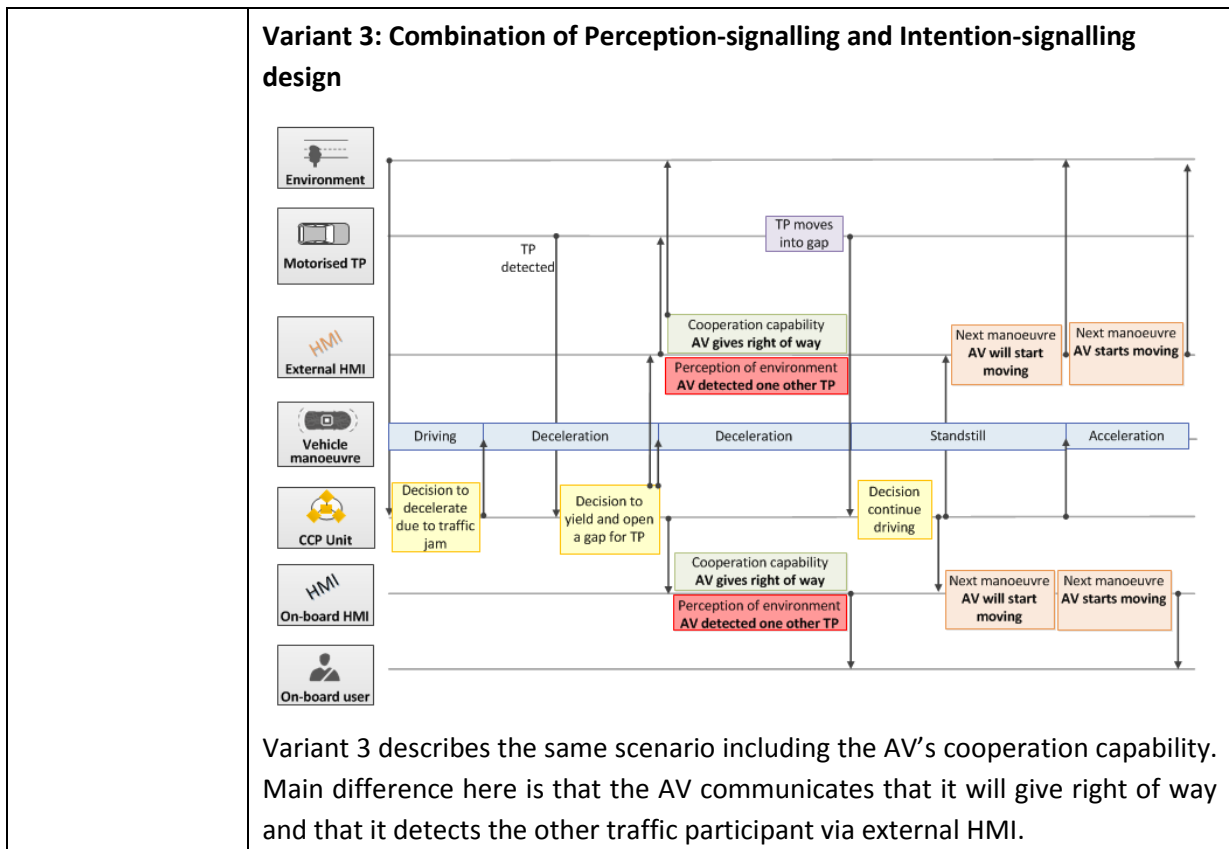 Variant 3: Combination of Perception-signalling and Intention-signalling
design
Environment
Motorised TP
TP
detected
TP moves
into gap
HMI
External HMI
Cooperation capability
AV gives right of way
Perception of environment
AV detected one other TP
Next manoeuvre
AV will start
moving
Next manoeuvre
AV starts moving
Vehicle
manoeuvre
Driving
Deceleration
Deceleration
Standstill
Acceleration
CCP Unit
Decision to
decelerate
due to traffic
jam
Decision to
yield and open
a gap for TP
Decision
continue
driving
HMI
On-board HMI
Cooperation capability
AV gives right of way
Perception of environment
AV detected one other TP
Next manoeuvre
AV will start
moving
Next manoeuvre
AV starts moving
On-board user
Variant 3 describes the same scenario including the AV’s cooperation capability.
Main difference here is that the AV communicates that it will give right of way
and that it detects the other traffic participant via external HMI.